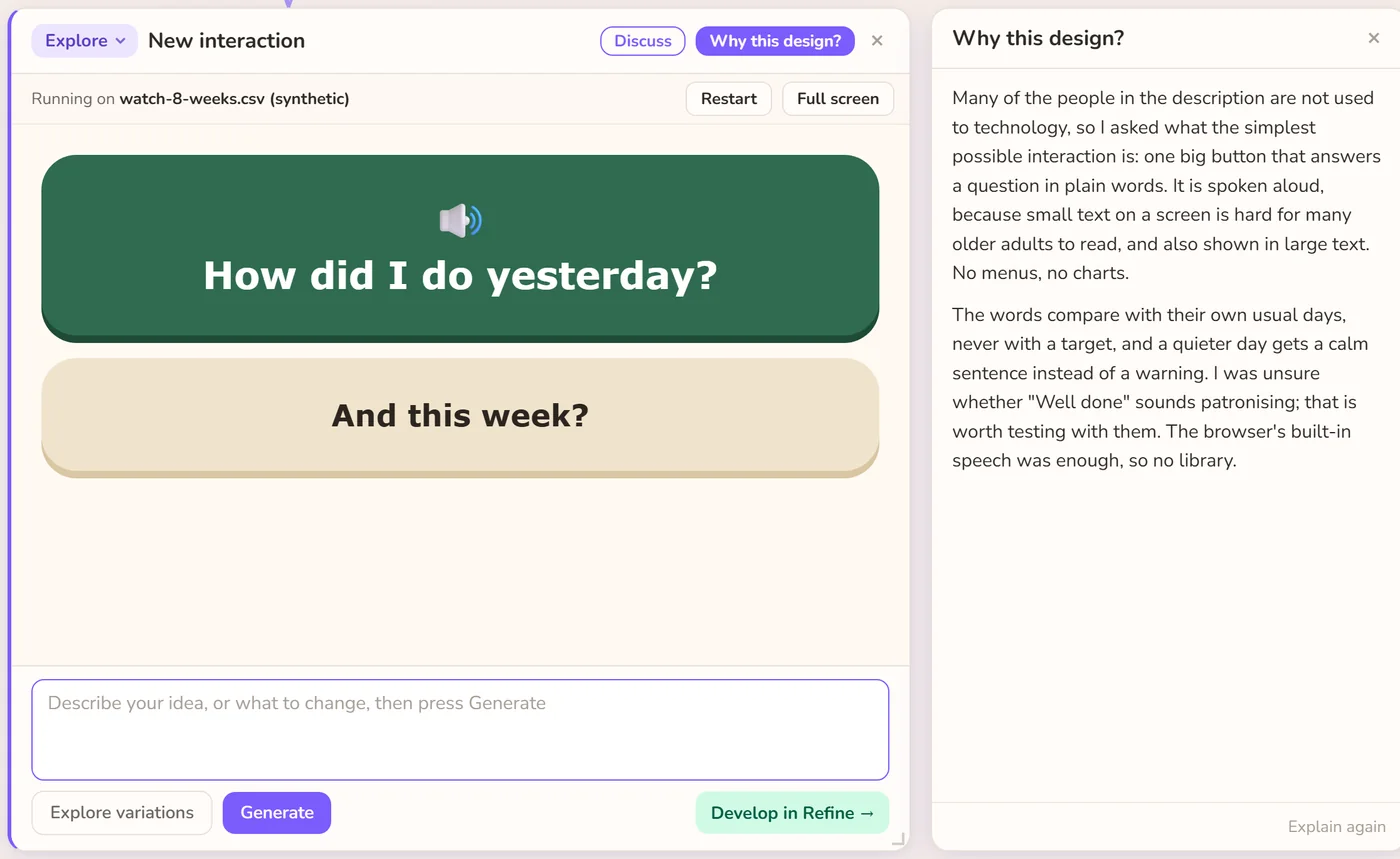 Explore New interaction Discuss Why this design? ×
Running on watch-8-weeks.csv (synthetic) Restart Full screen
How did I do yesterday?
And this week?
Describe your idea, or what to change, then press Generate
Explore variations Generate Develop in Refine →
Why this design? ×
Many of the people in the description are not used
to technology, so I asked what the simplest
possible interaction is: one big button that answers
a question in plain words. It is spoken aloud,
because small text on a screen is hard for many
older adults to read, and also shown in large text.
No menus, no charts.
The words compare with their own usual days,
never with a target, and a quieter day gets a calm
sentence instead of a warning. I was unsure
whether "Well done" sounds patronising; that is
worth testing with them. The browser's built-in
speech was enough, so no library.
Explain again